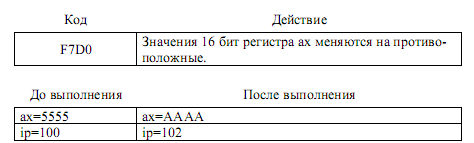 Код Действие
F7D0 Значения 16 бит регистра ax меняются на противо-
положные.
До выполнения После выполнения
ax=5555 ax=AAAA
ip=100 ip=102